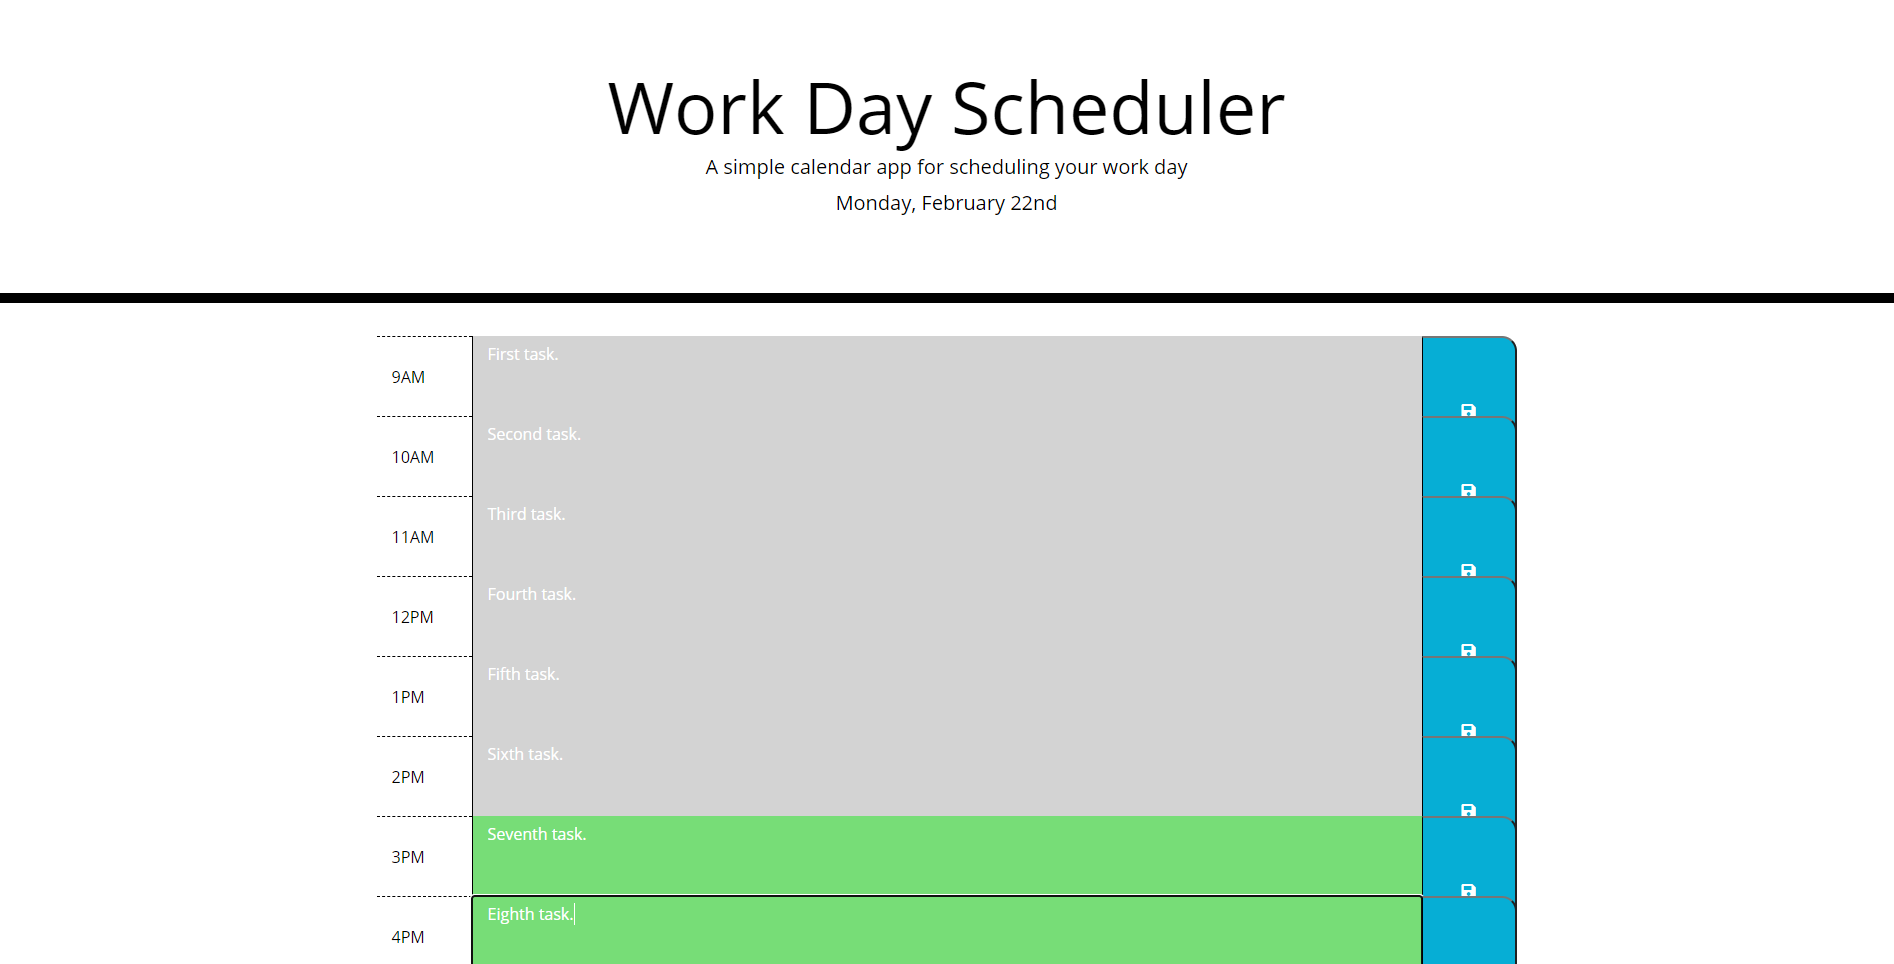 Work Day Scheduler
A simple calendar app for scheduling your work day
Monday, February 22nd
9AM First task.
10AM Second task.
11AM Third task.
12PM Fourth task.
1PM Fifth task.
2PM Sixth task.
3PM Seventh task.
4PM Eighth task.